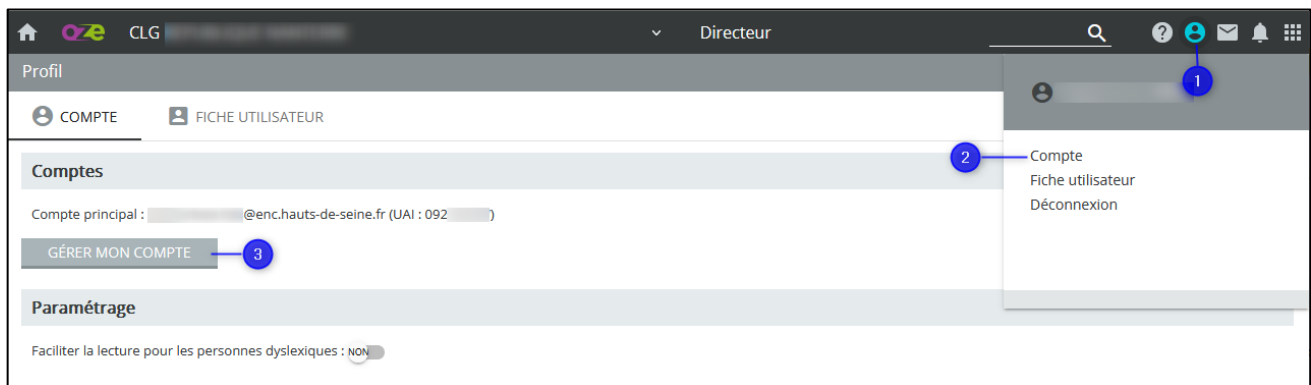 oze CLG Directeur
1
Profil
COMPTE FICHE UTILISATEUR
2 Compte
Comptes
Fiche utilisateur
Déconnexion
Compte principal : @enc.hauts-de-seine.fr (UAI : 092 )
GÉRER MON COMPTE 3
Paramétrage
Faciliter la lecture pour les personnes dyslexiques : NON